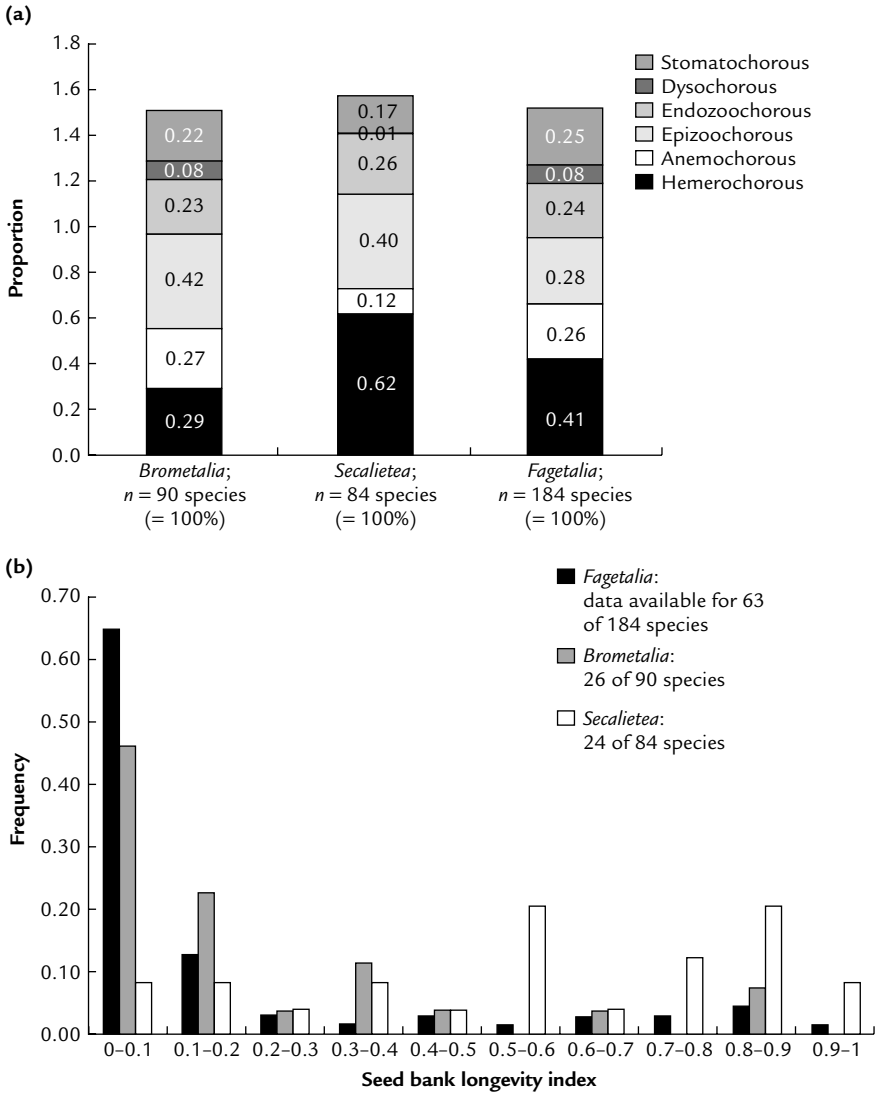 (a)
1.8
1.6
1.4
1.2
1.0
0.8
0.6
0.4
0.2
0.0
Proportion
0.22
0.08
0.23
0.42
0.27
0.29
0.17
0.01
0.26
0.40
0.12
0.62
0.25
0.08
0.24
0.28
0.26
0.41
Stomatochorous
Dysochorous
Endozoochorous
Epizoochorous
Anemochorous
Hemerochorous
Brometalia;
n = 90 species
(= 100%)
Secalietea;
n = 84 species
(= 100%)
Fagetalia;
n = 184 species
(= 100%)
(b)
0.70
0.60
0.50
0.40
0.30
0.20
0.10
0.00
Frequency
Fagetalia:
data available for 63
of 184 species
Brometalia:
26 of 90 species
Secalietea:
24 of 84 species
0–0.1 0.1–0.2 0.2–0.3 0.3–0.4 0.4–0.5 0.5–0.6 0.6–0.7 0.7–0.8 0.8–0.9 0.9–1
Seed bank longevity index